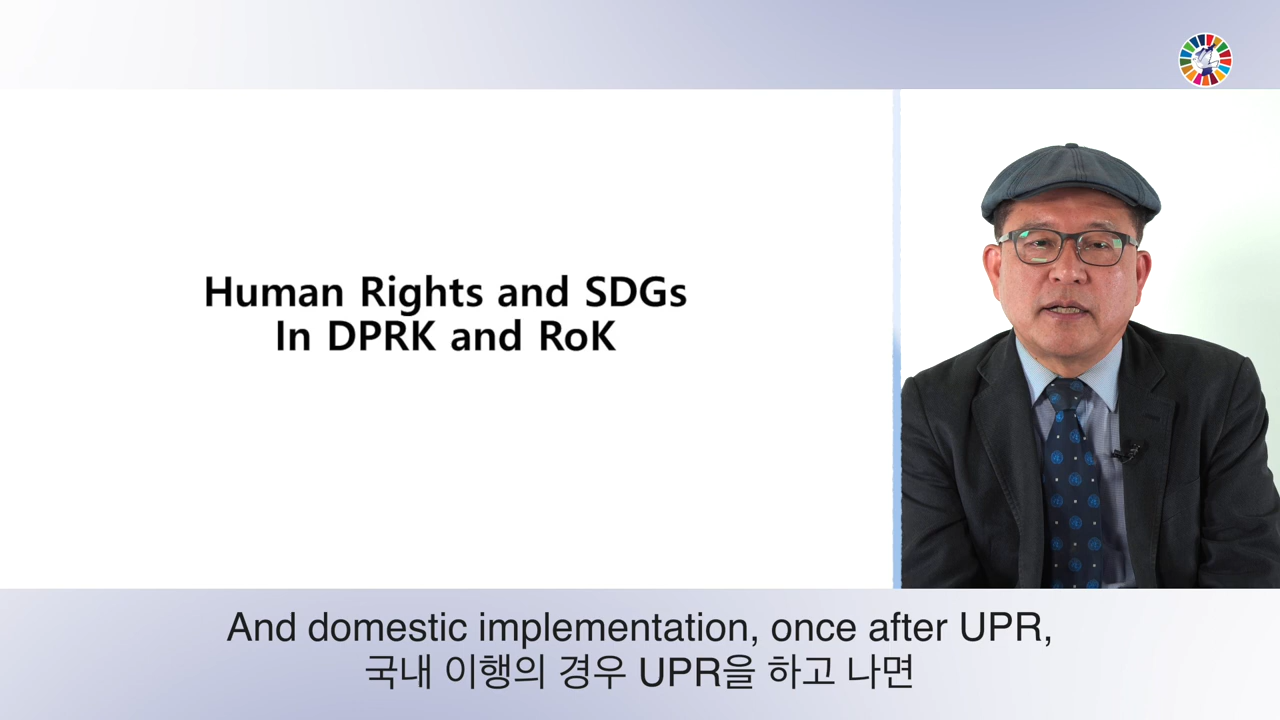 Human Rights and SDGs
In DPRK and RoK
And domestic implementation, once after UPR,
국내 이행의 경우 UPR을 하고 나면